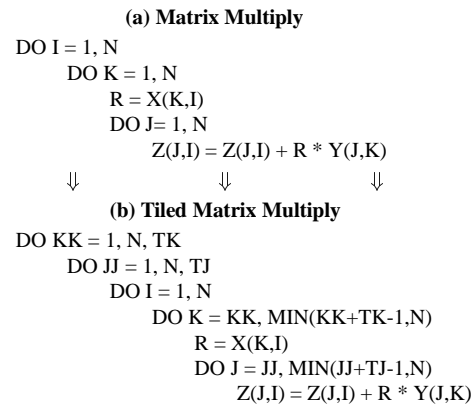 (a) Matrix Multiply
DO I = 1, N
DO K = 1, N
R = X(K,I)
DO J= 1, N
Z(J,I) = Z(J,I) + R * Y(J,K)
⇓ ⇓ ⇓
(b) Tiled Matrix Multiply
DO KK = 1, N, TK
DO JJ = 1, N, TJ
DO I = 1, N
DO K = KK, MIN(KK+TK-1,N)
R = X(K,I)
DO J = JJ, MIN(JJ+TJ-1,N)
Z(J,I) = Z(J,I) + R * Y(J,K)